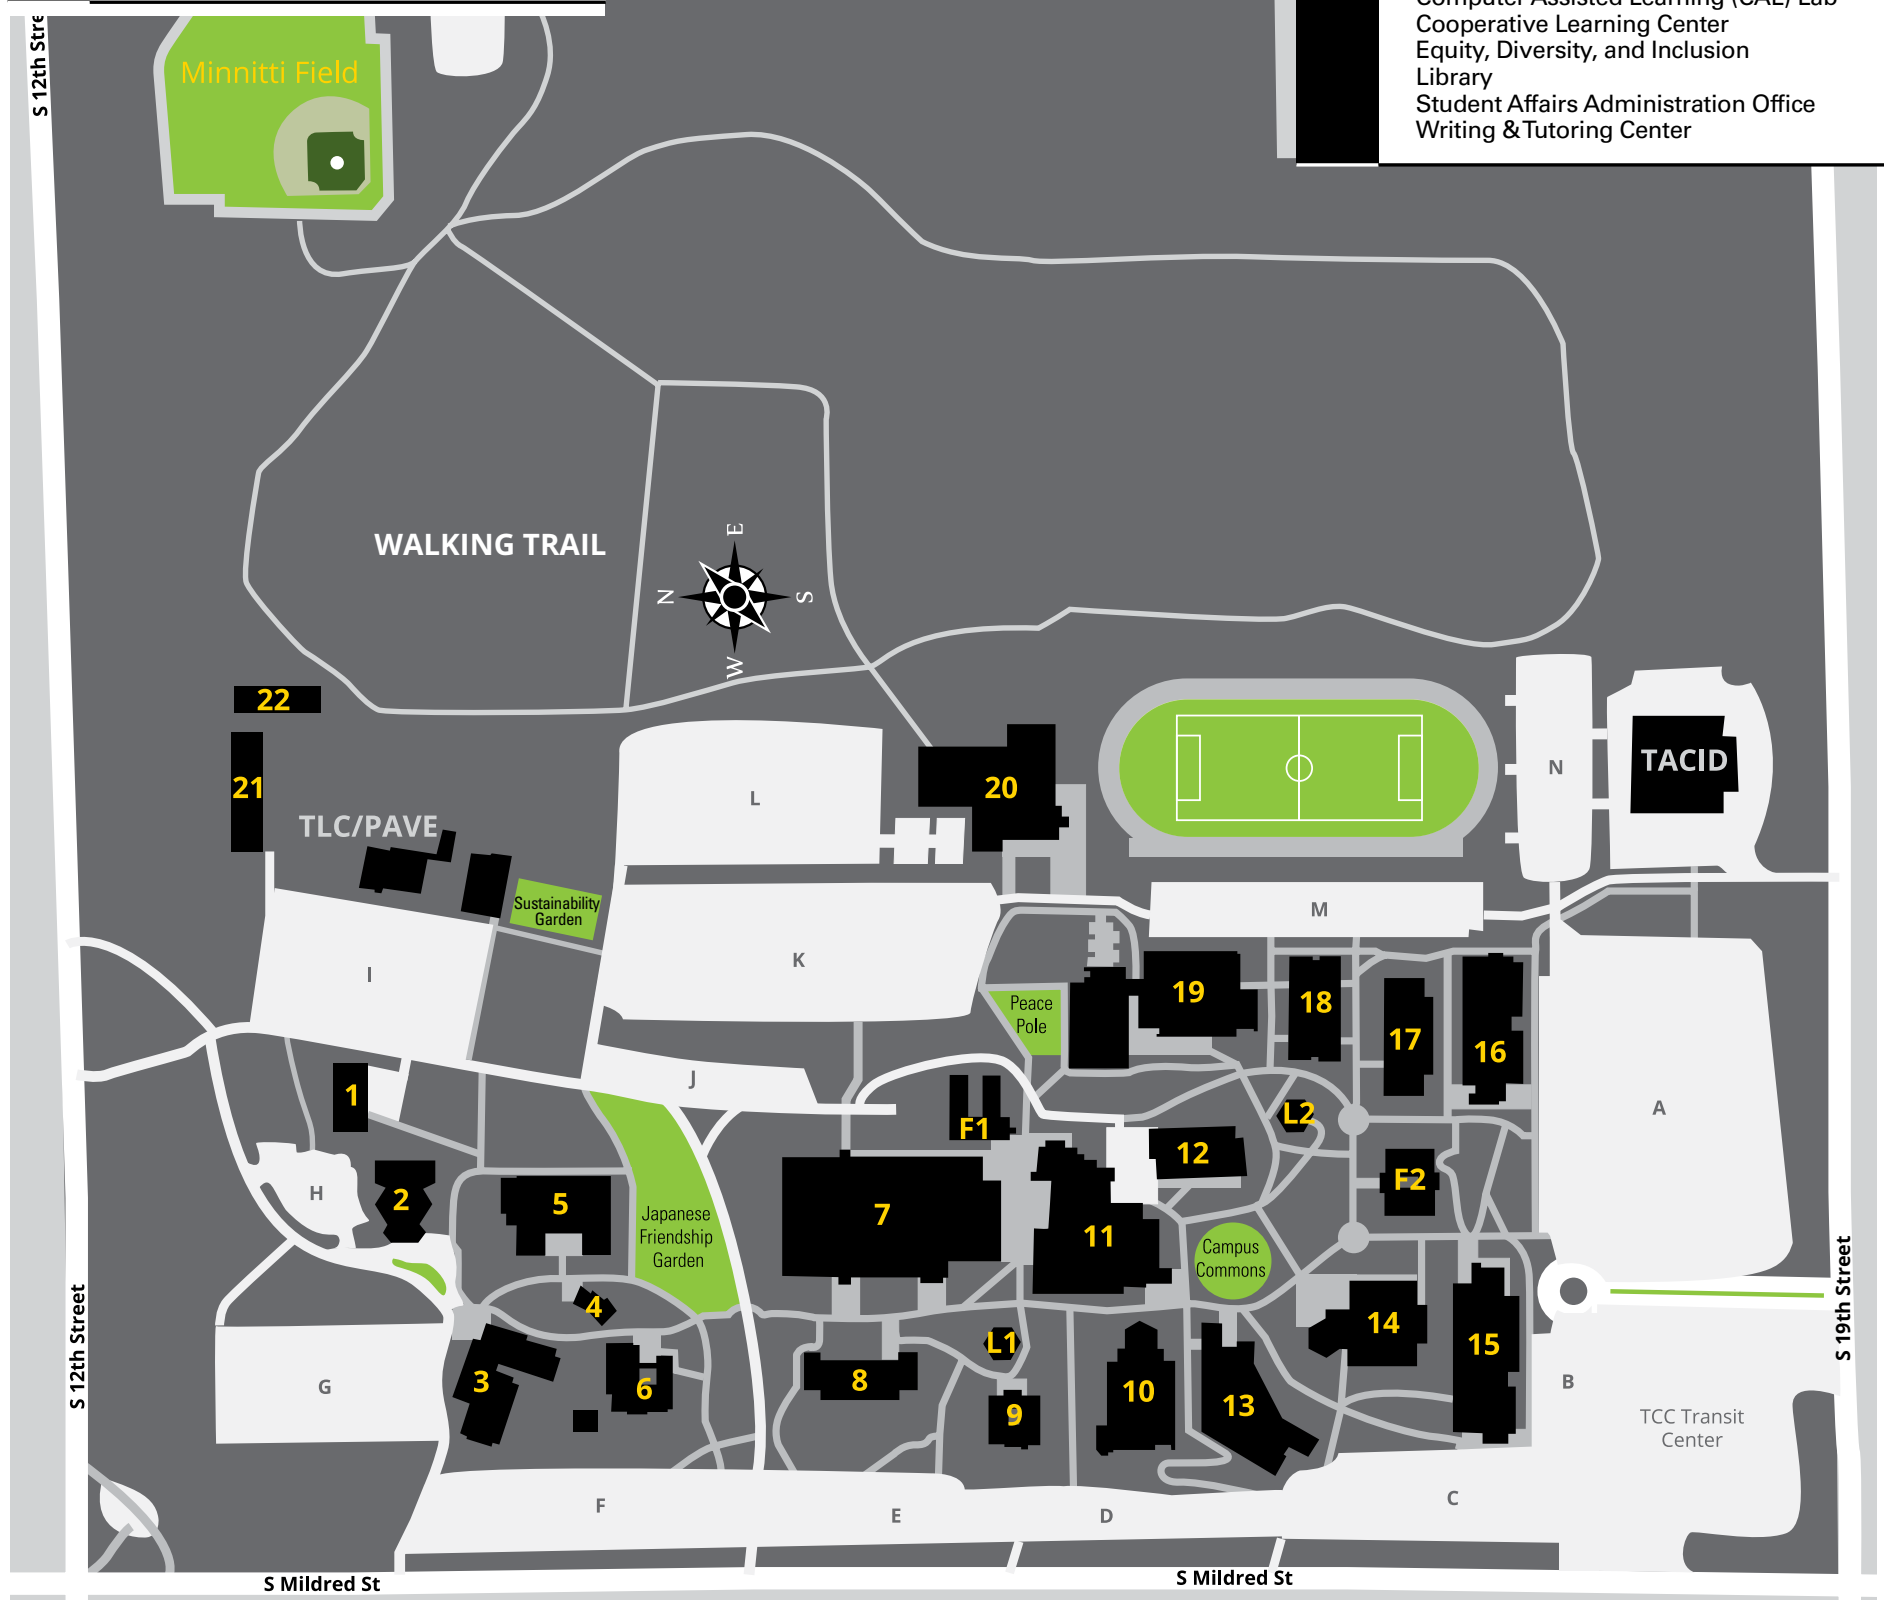 Cooperative Learning Center
Equity, Diversity, and Inclusion
Library
Student Affairs Administration Office
Writing & Tutoring Center
S 12th Stre
Minnitti Field
WALKING TRAIL
E
N
S
W
22
21
TLC/PAVE
Sustainability
Garden
L
20
N
TACID
M
I
K
Peace
Pole
19
18
17
16
J
1
F1
L2
A
12
F2
H
2
5
Japanese
Friendship
Garden
7
11
Campus
Commons
4
14
15
S 19th Street
S 12th Street
3
6
8
L1
9
10
13
G
B
TCC Transit
Center
F
E
D
C
S Mildred St
S Mildred St